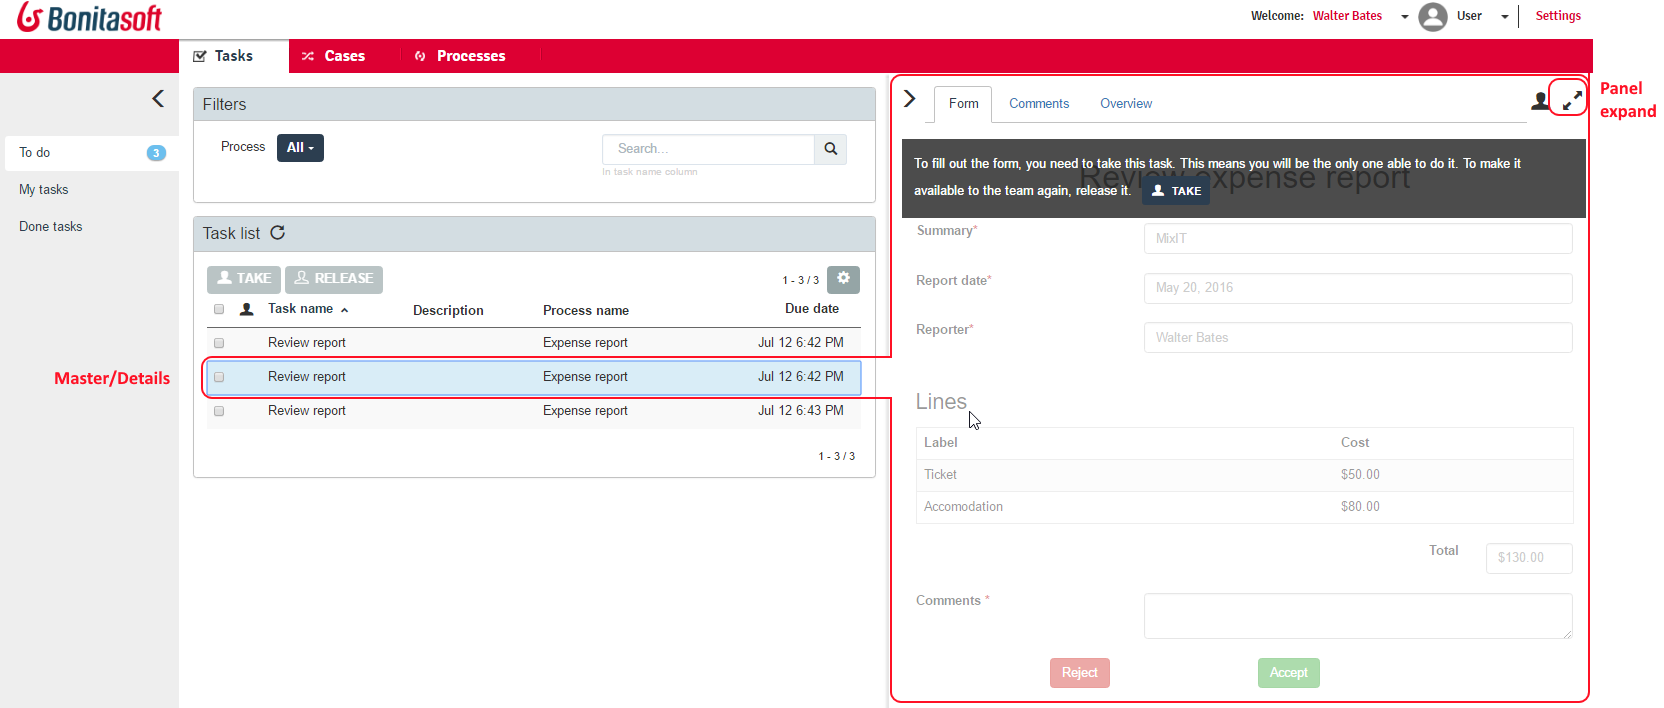 Bonitasoft
Welcome: Walter Bates User Settings
Tasks Cases Processes
Panel
expand
To do 3
My tasks
Done tasks
Master/Details
Filters
Process All
Search...
In task name column
Task list
TAKE RELEASE 1 - 3 / 3
Task name Description Process name Due date
Review report Expense report Jul 12 6:42 PM
Review report Expense report Jul 12 6:42 PM
Review report Expense report Jul 12 6:43 PM
1 - 3 / 3
Form Comments Overview
To fill out the form, you need to take this task. This means you will be the only one able to do it. To make it
available to the team again, release it. TAKE
Review expense report
Summary* MixIT
Report date* May 20, 2016
Reporter* Walter Bates
Lines
Label Cost
Ticket $50.00
Accomodation $80.00
Total $130.00
Comments *
Reject Accept